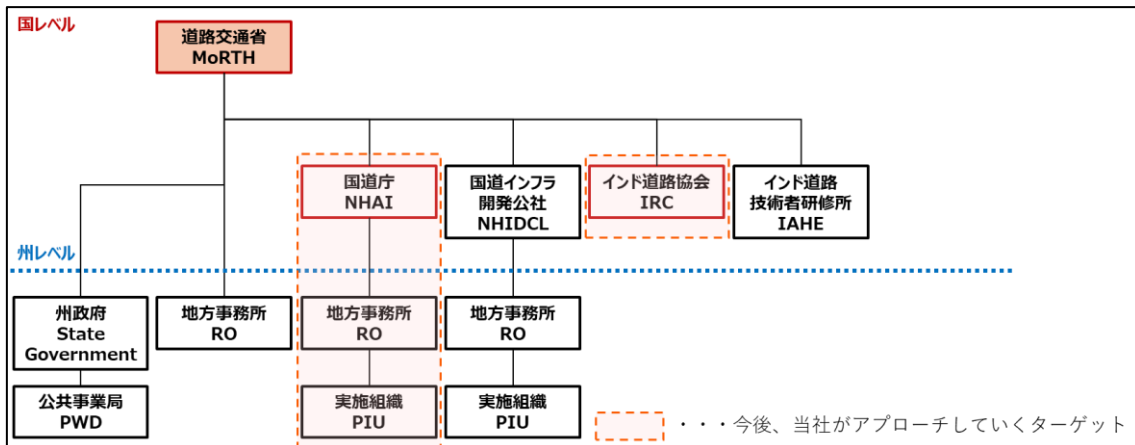 国レベル
道路交通省
MoRTH
国道庁
NHAI
国道インフラ
開発公社
NHIDCL
インド道路協会
IRC
インド道路
技術者研修所
IAHE
州レベル
州政府
State
Government
地方事務所
RO
地方事務所
RO
地方事務所
RO
公共事業局
PWD
実施組織
PIU
実施組織
PIU
・・・今後、当社がアプローチしていくターゲット